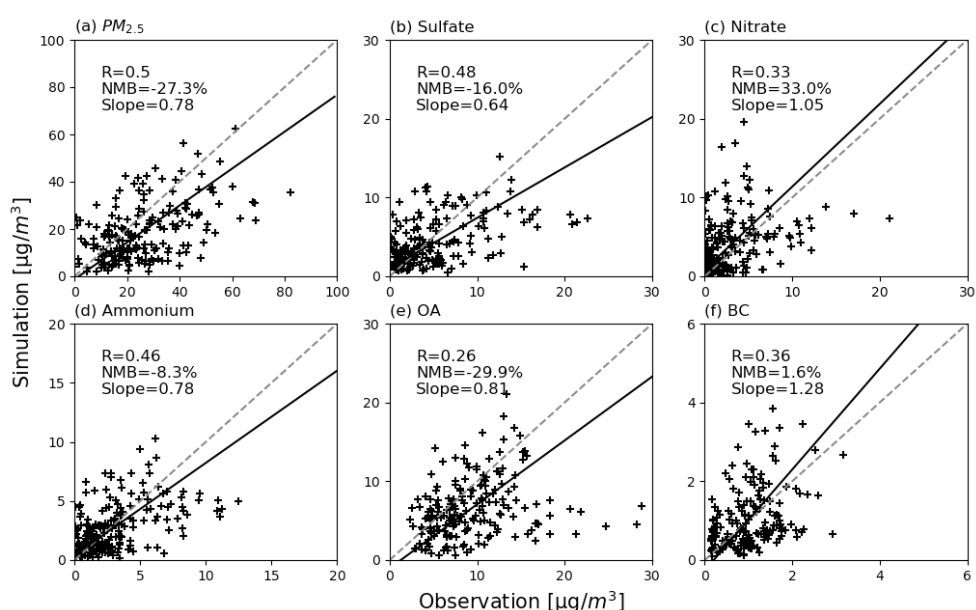 (a) PM2.5
(b) Sulfate
(c) Nitrate
100
80
60
40
20
0
0 20 40 60 80 100
R=0.5
NMB=-27.3%
Slope=0.78
30
20
10
0
0 10 20 30
R=0.48
NMB=-16.0%
Slope=0.64
30
20
10
0
0 10 20 30
R=0.33
NMB=33.0%
Slope=1.05
Simulation [μg/m³]
(d) Ammonium
(e) OA
(f) BC
20
15
10
5
0
0 5 10 15 20
R=0.46
NMB=-8.3%
Slope=0.78
30
20
10
0
0 10 20 30
R=0.26
NMB=-29.9%
Slope=0.81
6
4
2
0
0 2 4 6
R=0.36
NMB=1.6%
Slope=1.28
Observation [μg/m³]